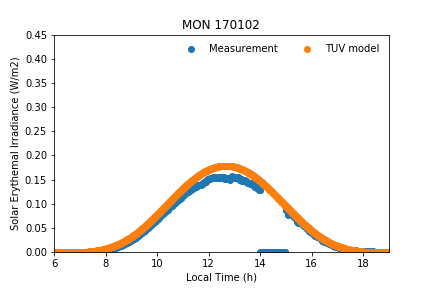 MON 170102
Measurement
TUV model
Solar Erythemal Irradiance (W/m2)
0.45
0.40
0.35
0.30
0.25
0.20
0.15
0.10
0.05
0.00
6 8 10 12 14 16 18
Local Time (h)